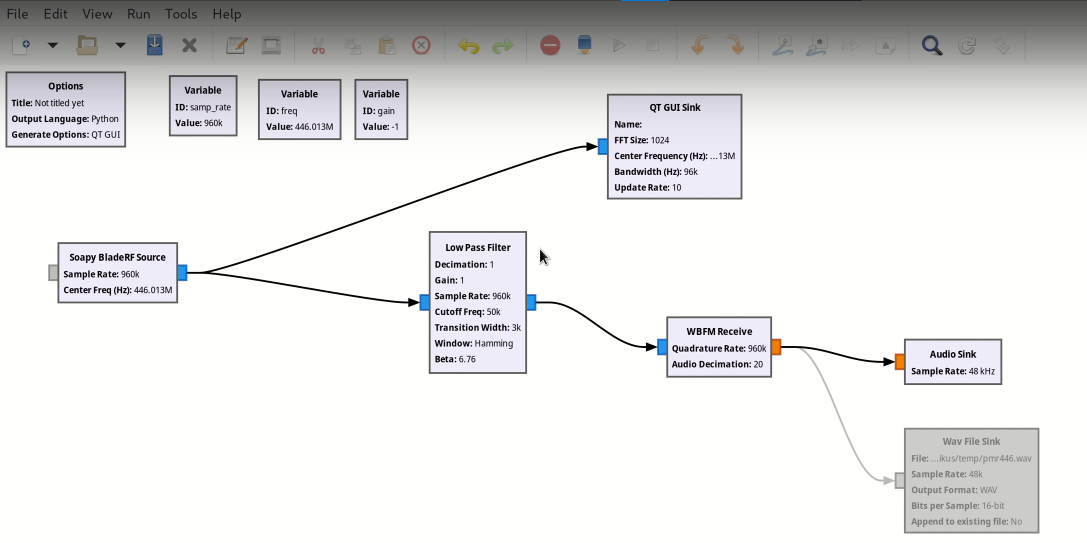 File Edit View Run Tools Help
Options
Title: Not titled yet
Output Language: Python
Generate Options: QT GUI
Variable
ID: samp_rate
Value: 960k
Variable
ID: freq
Value: 446.013M
Variable
ID: gain
Value: -1
QT GUI Sink
Name:
FFT Size: 1024
Center Frequency (Hz): ...13M
Bandwidth (Hz): 96k
Update Rate: 10
Soapy BladeRF Source
Sample Rate: 960k
Center Freq (Hz): 446.013M
Low Pass Filter
Decimation: 1
Gain: 1
Sample Rate: 960k
Cutoff Freq: 50k
Transition Width: 3k
Window: Hamming
Beta: 6.76
WBFM Receive
Quadrature Rate: 960k
Audio Decimation: 20
Audio Sink
Sample Rate: 48 kHz
Wav File Sink
File: ...ikus/temp/pmr446.wav
Sample Rate: 48k
Output Format: WAV
Bits per Sample: 16-bit
Append to existing file: No